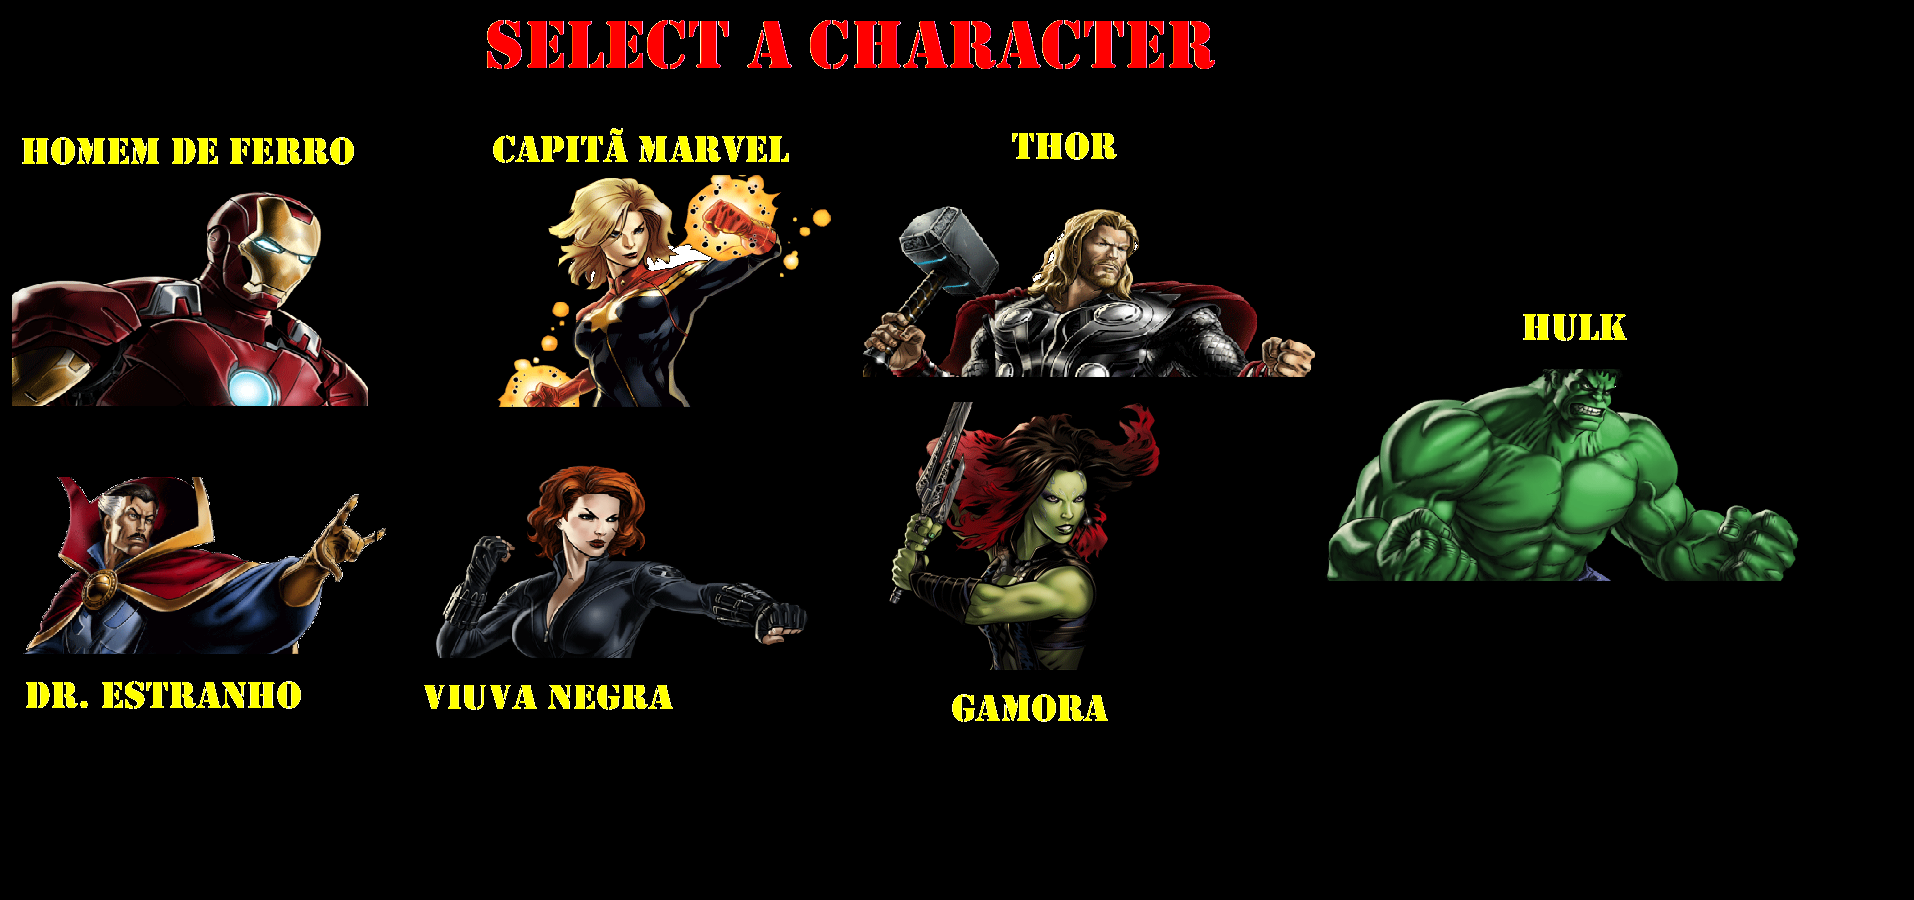 SELECT A CHARACTER
HOMEM DE FERRO
CAPITÃ MARVEL
THOR
HULK
DR. ESTRANHO
VIUVA NEGRA
GAMORA